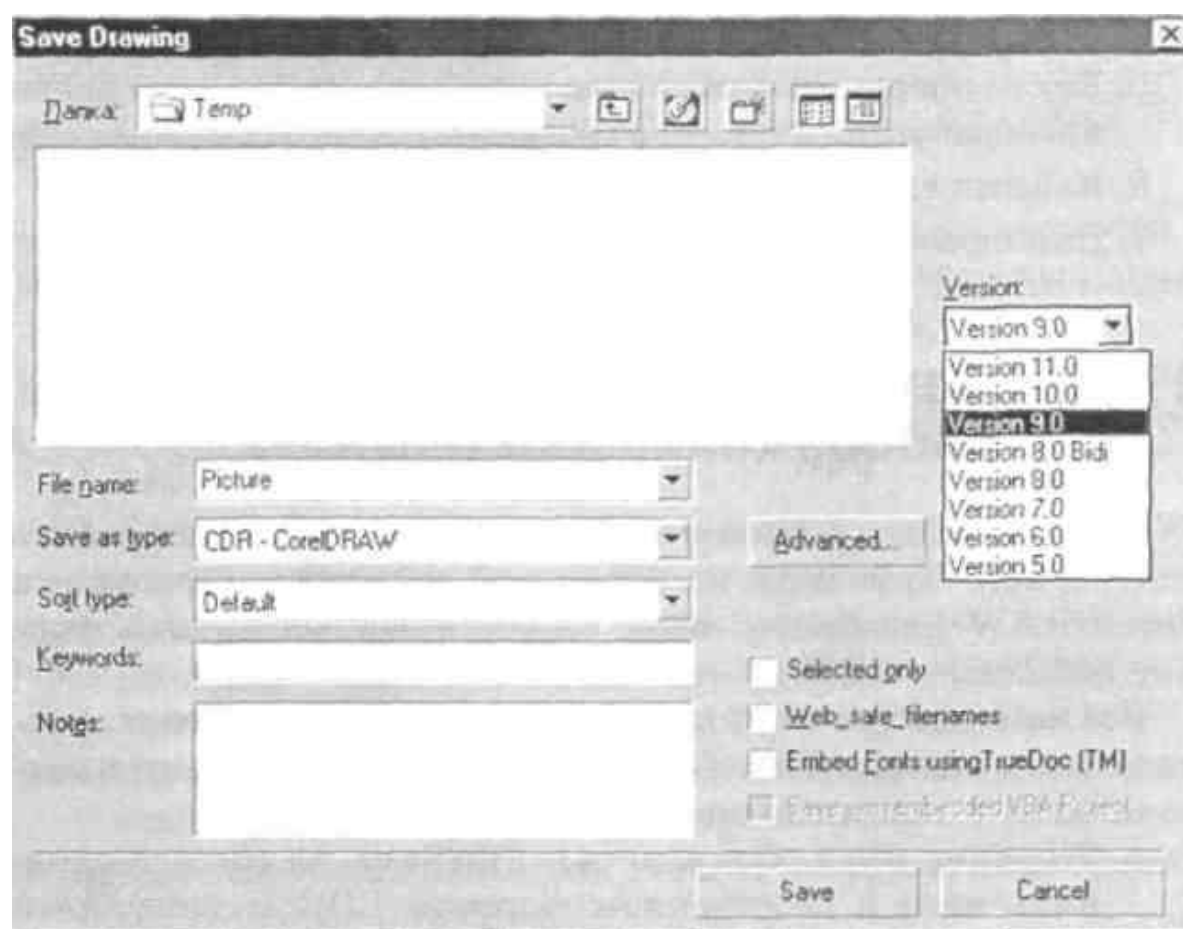 Save Drawing
Папка: Temp
Version:
Version 9.0
Version 11.0
Version 10.0
Version 9.0
Version 8.0 Bidi
Version 8.0
Version 7.0
Version 6.0
Version 5.0
File name: Picture
Save as type: CDR - CorelDRAW
Advanced...
Sort type: Default
Keywords:
Notes:
Selected only
Web_safe_filenames
Embed Fonts usingTrueDoc (TM)
Save Cancel